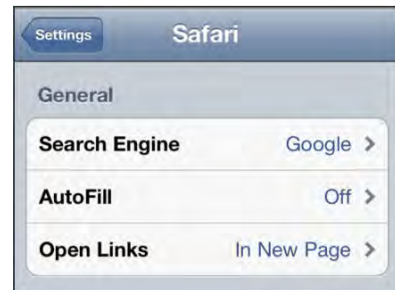 Settings Safari
General
Search Engine Google
AutoFill Off
Open Links In New Page